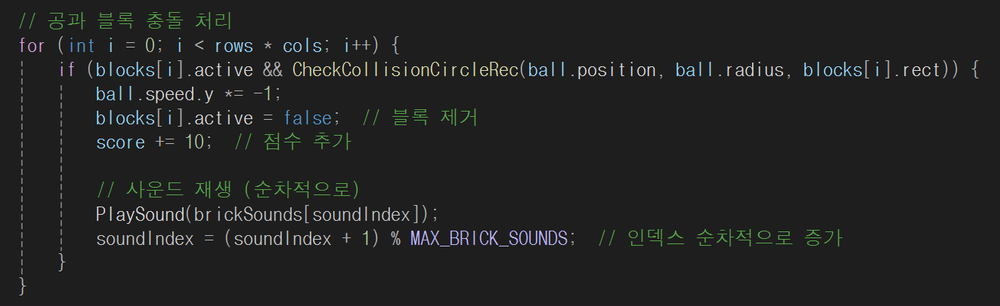 // 공과 블록 충돌 처리
for (int i = 0; i < rows * cols; i++) {
if (blocks[i].active && CheckCollisionCircleRec(ball.position, ball.radius, blocks[i].rect)) {
ball.speed.y *= -1;
blocks[i].active = false;  // 블록 제거
score += 10;  // 점수 추가
// 사운드 재생 (순차적으로)
PlaySound(brickSounds[soundIndex]);
soundIndex = (soundIndex + 1) % MAX_BRICK_SOUNDS;  // 인덱스 순차적으로 증가
}
}